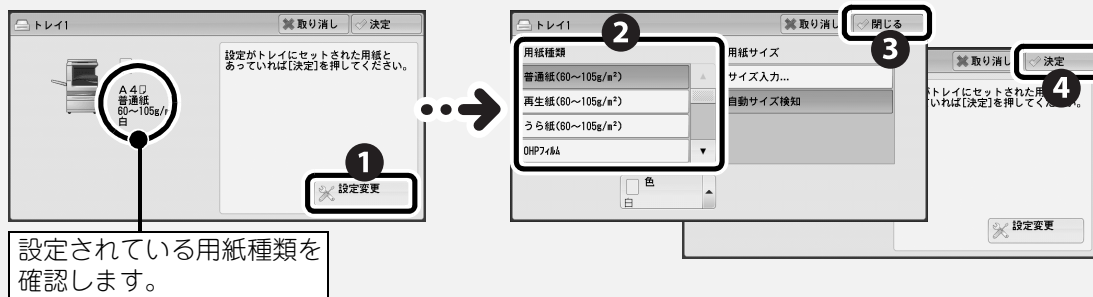 トレイ1
取り消し
決定
設定がトレイにセットされた用紙と
あっていれば[決定]を押してください。
A4
普通紙
60～105g/
白
1
設定変更
設定されている用紙種類を
確認します。
トレイ1
取り消し
閉じる
2
3
用紙種類
普通紙(60～105g/m²)
再生紙(60～105g/m²)
うら紙(60～105g/m²)
OHPフィルム
用紙サイズ
サイズ入力...
自動サイズ検知
色
白
取り消し
決定
4
トレイにセットされた用
いれば[決定]を押してく
設定変更